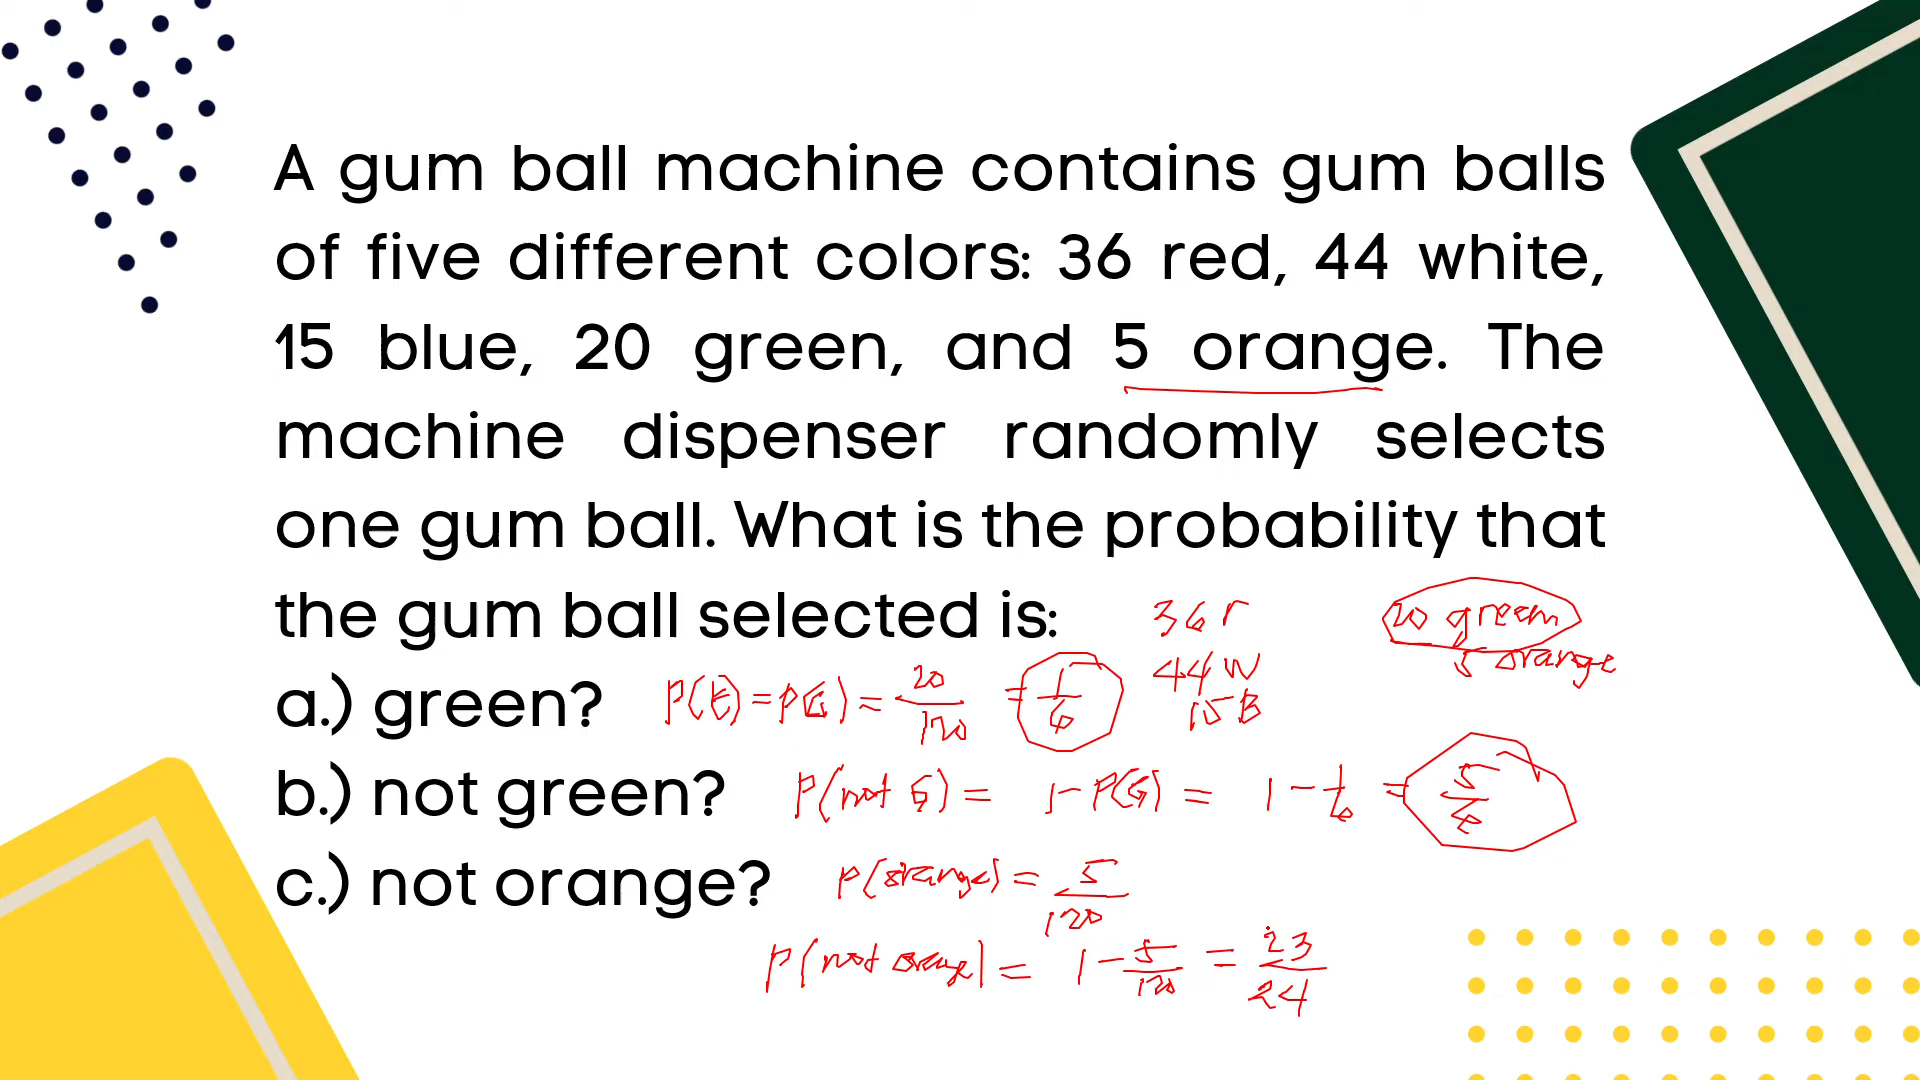 A gum ball machine contains gum balls
of five different colors: 36 red, 44 white,
15 blue, 20 green, and 5 orange. The
machine dispenser randomly selects
one gum ball. What is the probability that
the gum ball selected is:
36 r
20 green
44 W
5 orange
15 B
a.) green? P(E) = P(G) = 20/120 = 1/6
b.) not green? P(not G) = 1 - P(G) = 1 - 1/6 = 5/6
c.) not orange? P(orange) = 5/120
P(not orange) = 1 - 5/120 = 23/24